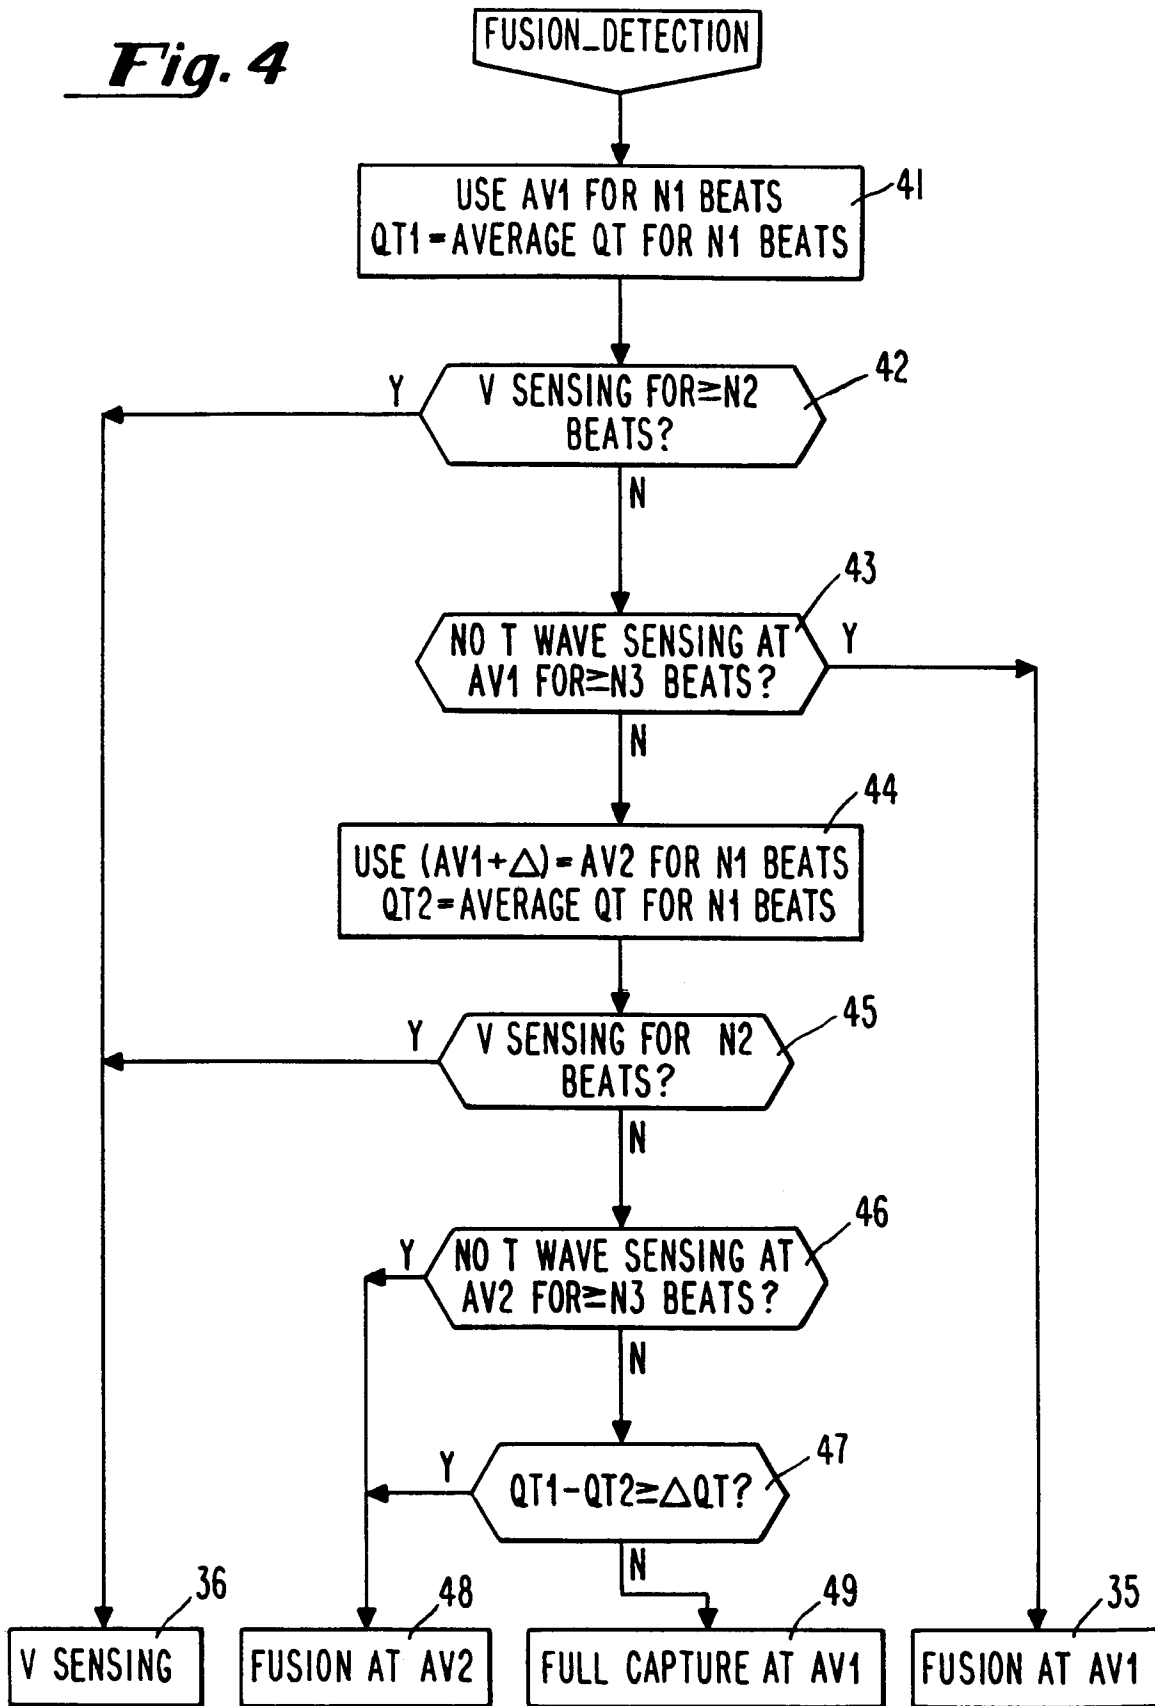 Fig. 4
FUSION_DETECTION
USE AV1 FOR N1 BEATS
QT1=AVERAGE QT FOR N1 BEATS
41
V SENSING FOR≥N2
BEATS?
42
Y
N
NO T WAVE SENSING AT
AV1 FOR≥N3 BEATS?
43
Y
N
USE (AV1+△)=AV2 FOR N1 BEATS
QT2=AVERAGE QT FOR N1 BEATS
44
V SENSING FOR N2
BEATS?
45
Y
N
NO T WAVE SENSING AT
AV2 FOR≥N3 BEATS?
46
Y
N
QT1-QT2≥△QT?
47
Y
N
V SENSING
36
FUSION AT AV2
48
FULL CAPTURE AT AV1
49
FUSION AT AV1
35